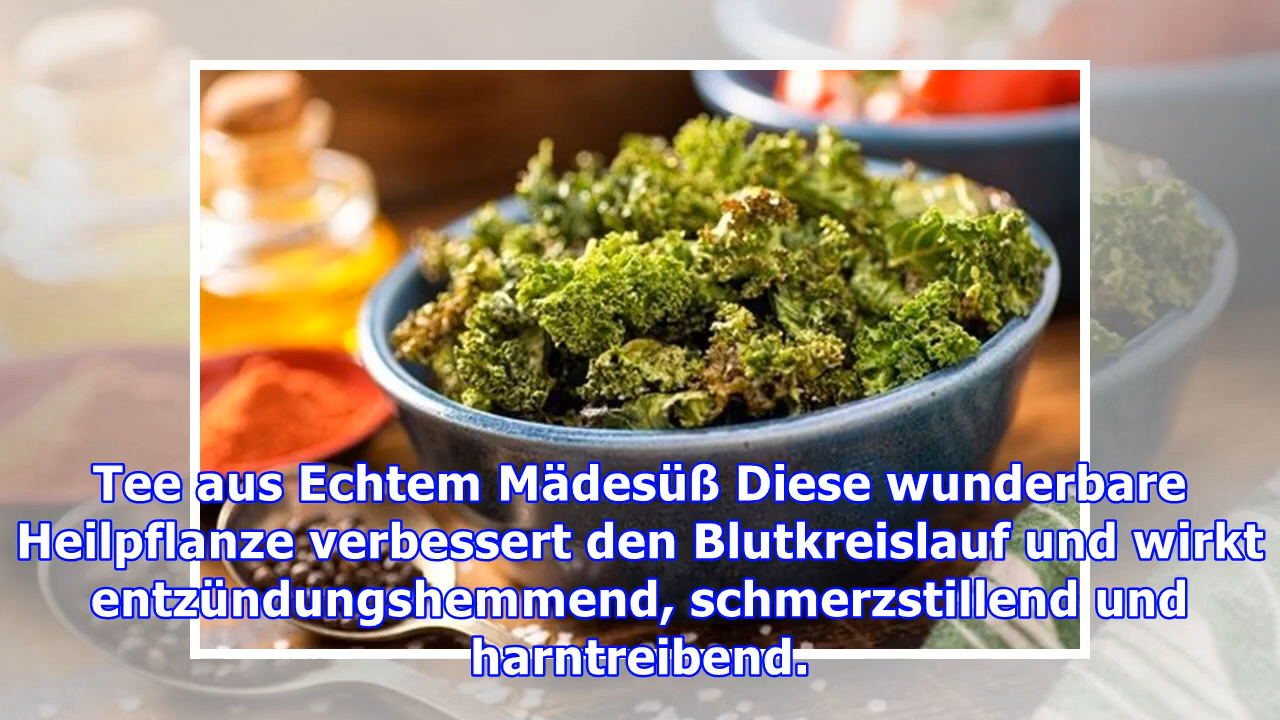 Tee aus Echtem Mädesüß Diese wunderbare
Heilpflanze verbessert den Blutkreislauf und wirkt
entzündungshemmend, schmerzstillend und
harntreibend.